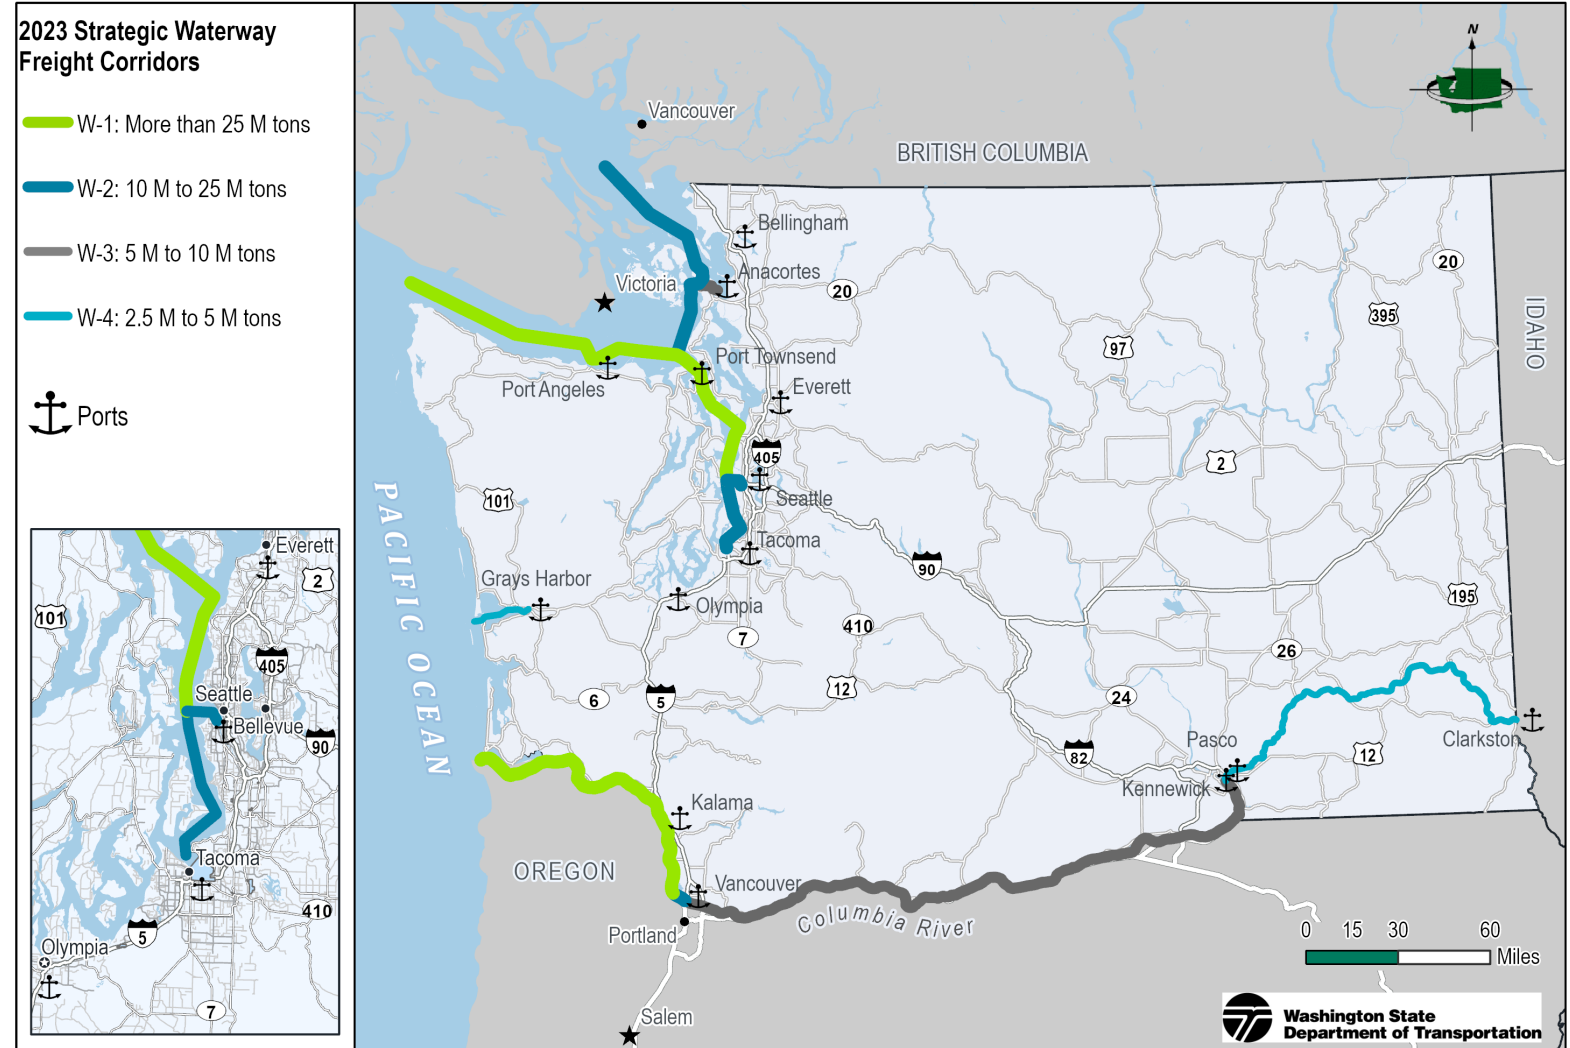 2023 Strategic Waterway
Freight Corridors
W-1: More than 25 M tons
W-2: 10 M to 25 M tons
W-3: 5 M to 10 M tons
W-4: 2.5 M to 5 M tons
Ports
Everett
2
101
405
Seattle
Bellevue
90
Tacoma
410
5
Olympia
7
N
Vancouver
BRITISH COLUMBIA
Bellingham
Anacortes
Victoria
20
20
395
IDAHO
97
Port Townsend
Port Angeles
Everett
405
2
101
Seattle
PACIFIC OCEAN
Tacoma
90
Grays Harbor
195
Olympia
410
7
26
12
6
5
24
Pasco
Clarkston
82
12
Kennewick
Kalama
OREGON
Vancouver
Columbia River
Portland
0 15 30 60
Miles
Salem
Washington State
Department of Transportation